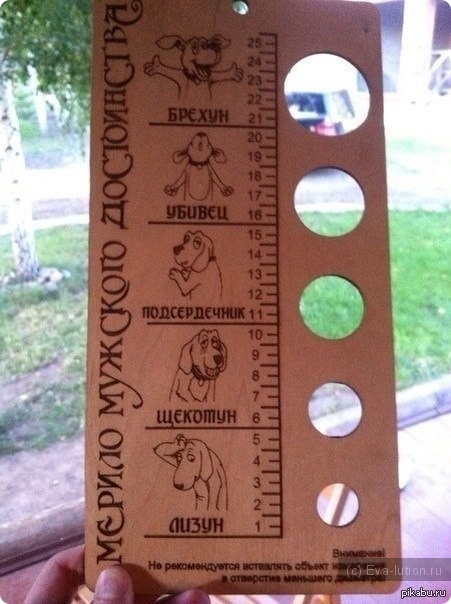 МЕРИЛО МУЖСКОГО ДОСТОИНСТВА
25
24
23
22
21
БРЕХУН
20
19
18
17
16
УБИВЕЦ
15
14
13
12
11
ПОДСЕРДЕЧНИК
10
9
8
7
6
ЩЕКОТУН
5
4
3
2
1
ЛИЗУН
Внимание!
Не рекомендуется вставлять объект
в отверстие меньшего диаметра
(c) Eva-lution.ru
pikabu.ru